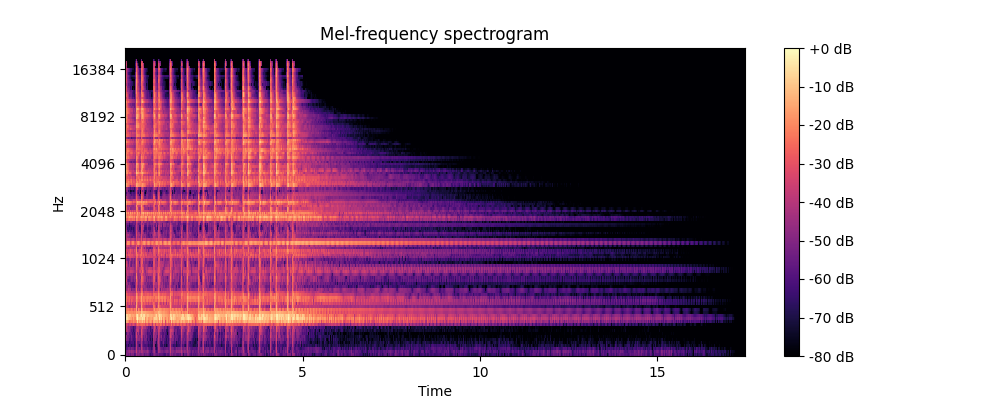 Mel-frequency spectrogram
Hz
16384
8192
4096
2048
1024
512
0
0
5
10
15
Time
+0 dB
-10 dB
-20 dB
-30 dB
-40 dB
-50 dB
-60 dB
-70 dB
-80 dB